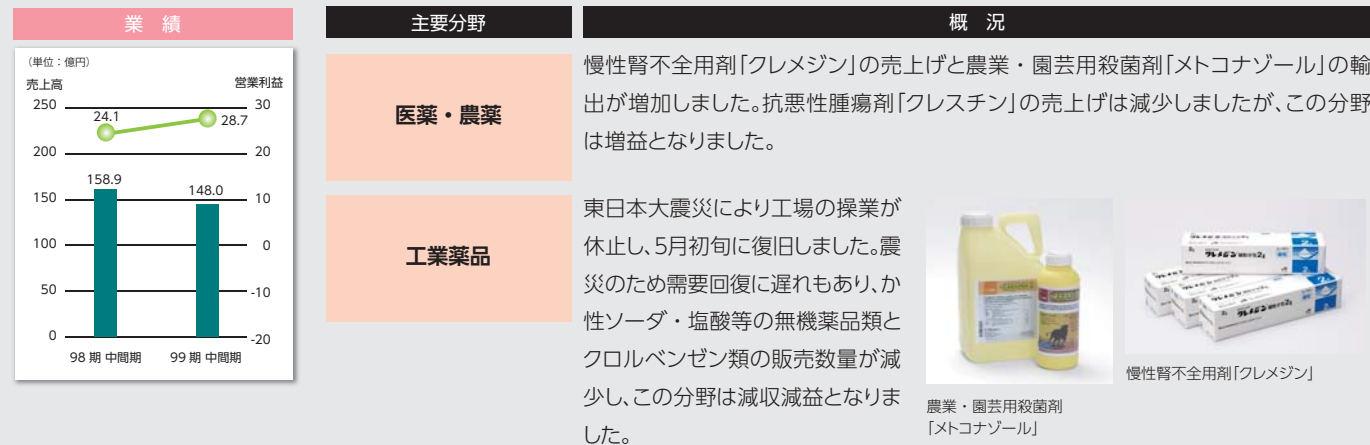 業 績
（単位：億円）
売上高 営業利益
250 30
24.1 28.7
200 20
158.9
150 10
148.0
100 0
50 -10
0 -20
98 期 中間期 99 期 中間期
主要分野 概 況
医薬・農薬
慢性腎不全用剤｢クレメジン｣の売上げと農業・園芸用殺菌剤｢メトコナゾール｣の輸
出が増加しました。抗悪性腫瘍剤｢クレスチン｣の売上げは減少しましたが、この分野
は増益となりました。
工業薬品
東日本大震災により工場の操業が
休止し、5月初旬に復旧しました。震
災のため需要回復に遅れもあり、か
性ソーダ・塩酸等の無機薬品類と
クロルベンゼン類の販売数量が減
少し、この分野は減収減益となりま
した。
農業・園芸用殺菌剤
｢メトコナゾール｣
クレメジン
慢性腎不全用剤｢クレメジン｣